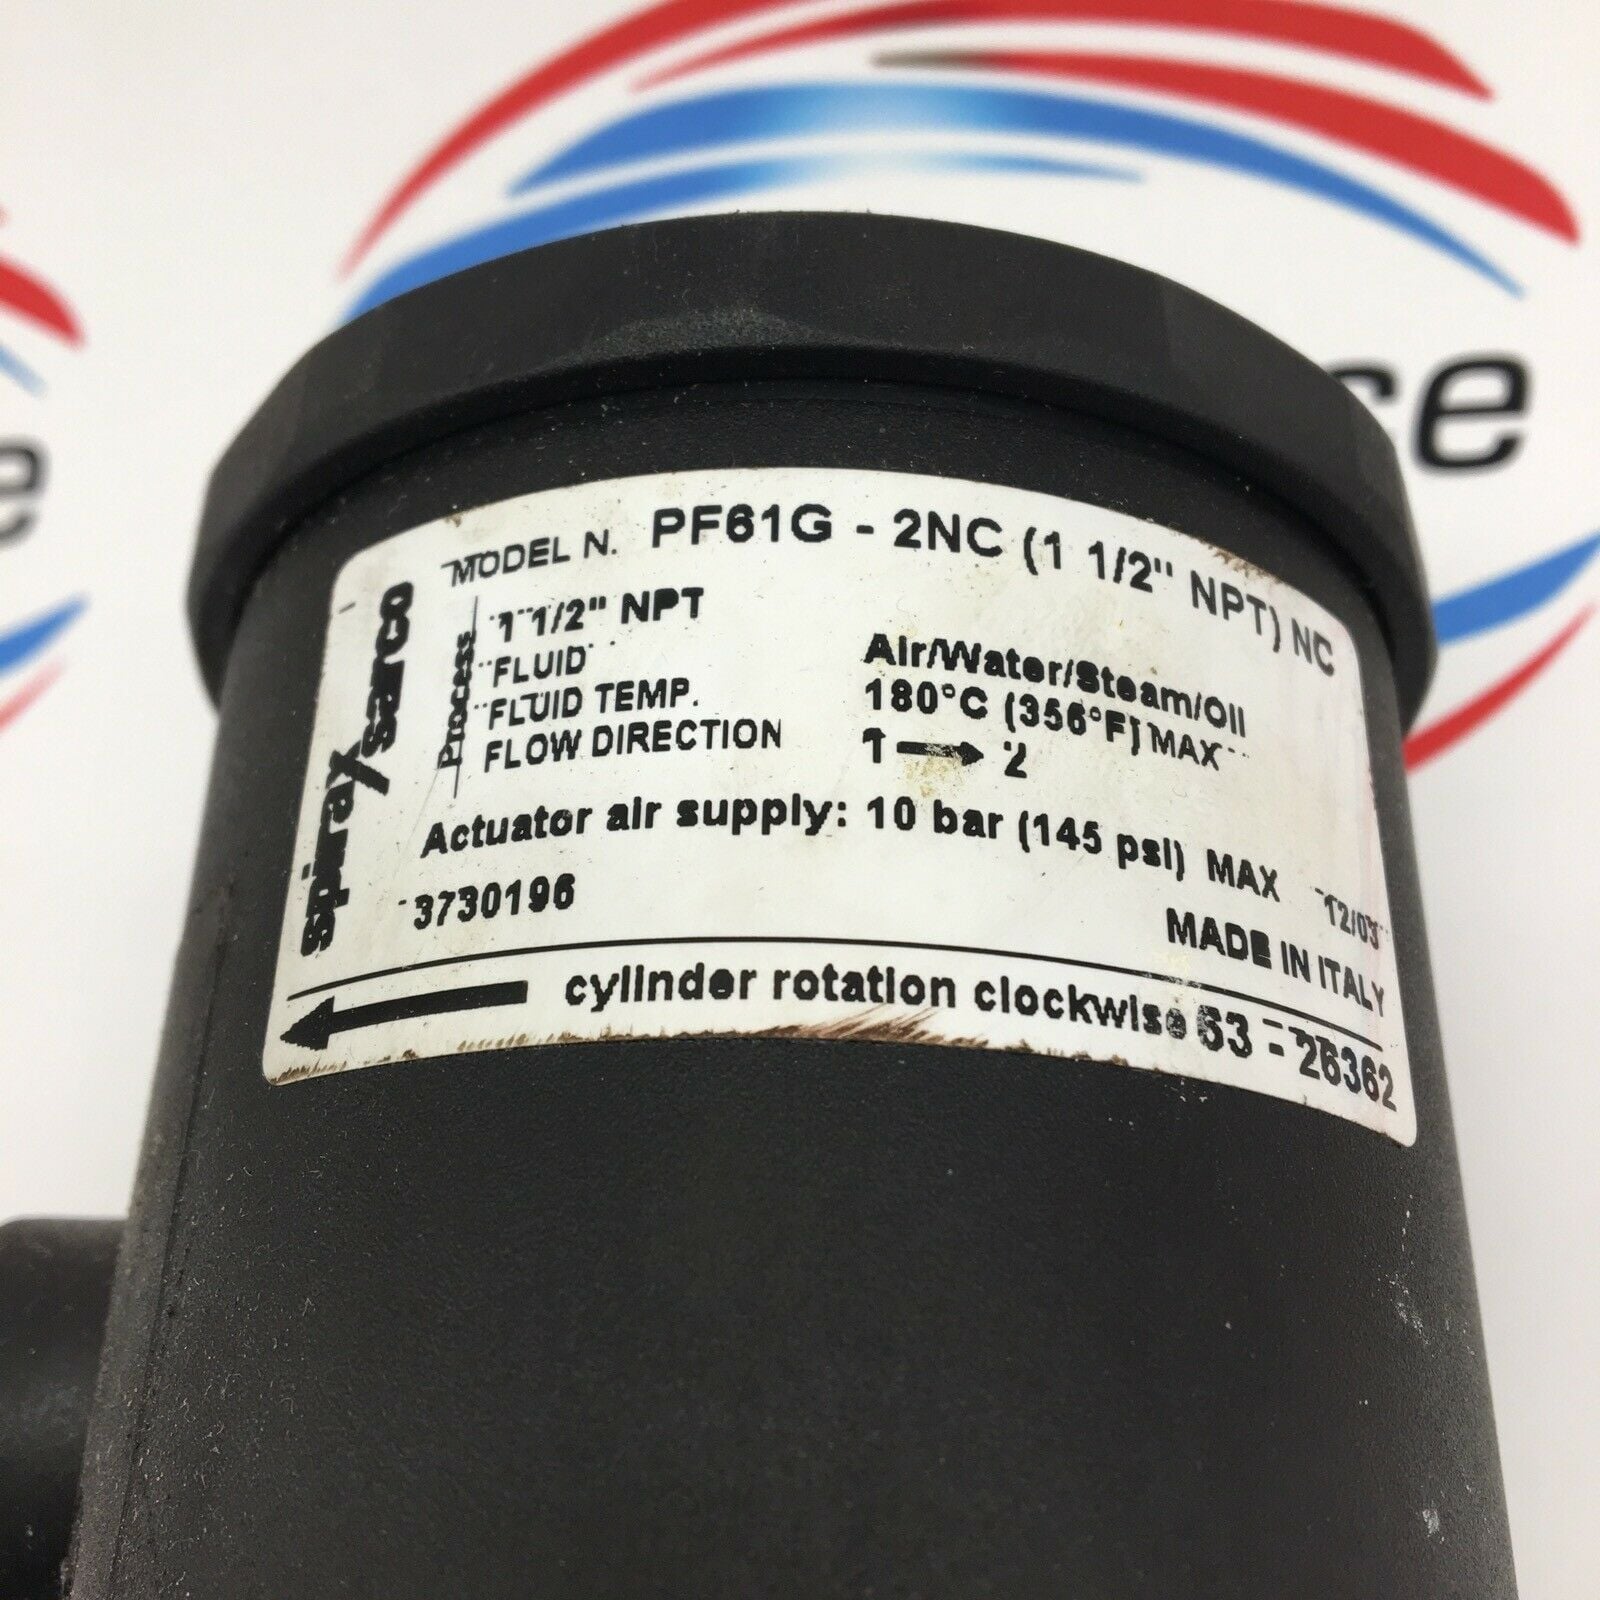 spirax sarco
MODEL N. PF61G - 2NC (1 1/2" NPT) NC
Process
1 1/2" NPT
FLUID Air/Water/Steam/Oil
FLUID TEMP. 180°C (356°F) MAX
FLOW DIRECTION 1 → 2
Actuator air supply: 10 bar (145 psi) MAX 12/03
3730196 MADE IN ITALY
← cylinder rotation clockwise 53 - 26362